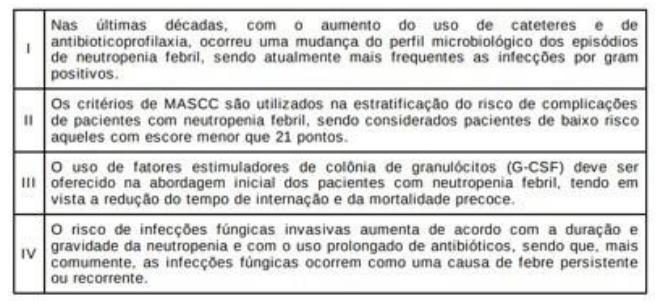 I
Nas últimas décadas, com o aumento do uso de cateteres e de
antibioticoprofilaxia, ocorreu uma mudança do perfil microbiológico dos episódios
de neutropenia febril, sendo atualmente mais frequentes as infecções por gram
positivos.
II
Os critérios de MASCC são utilizados na estratificação do risco de complicações
de pacientes com neutropenia febril, sendo considerados pacientes de baixo risco
aqueles com escore menor que 21 pontos.
III
O uso de fatores estimuladores de colônia de granulócitos (G-CSF) deve ser
oferecido na abordagem inicial dos pacientes com neutropenia febril, tendo em
vista a redução do tempo de internação e da mortalidade precoce.
IV
O risco de infecções fúngicas invasivas aumenta de acordo com a duração e
gravidade da neutropenia e com o uso prolongado de antibióticos, sendo que, mais
comumente, as infecções fúngicas ocorrem como uma causa de febre persistente
ou recorrente.